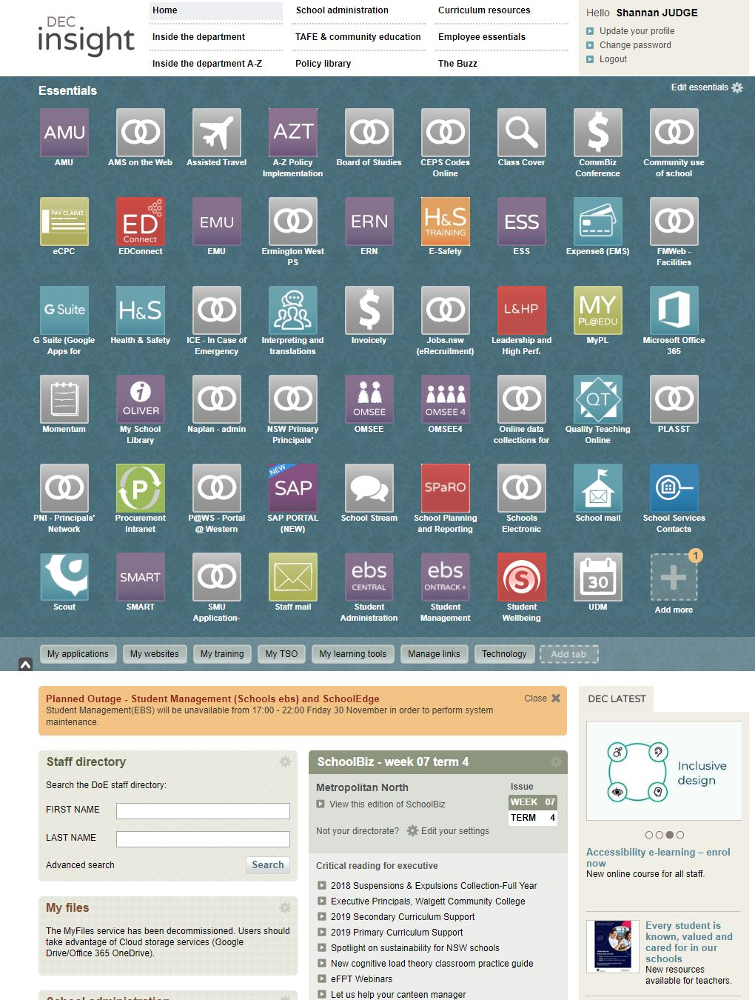 DEC
insight
Home
School administration
Curriculum resources
Inside the department
TAFE & community education
Employee essentials
Inside the department A-Z
Policy library
The Buzz
Hello Shannan JUDGE
Update your profile
Change password
Logout
Essentials
Edit essentials
AMU
AZT
AMU
AMS on the Web
Assisted Travel
A-Z Policy
Implementation
Board of Studies
CEPS Codes
Online
Class Cover
CommBiz
Conference
Community use
of school
PAY CLAIMS
ED
Connect
EMU
ERN
H&S
TRAINING
ESS
eCPC
EDConnect
EMU
Ermington West
PS
ERN
E-Safety
ESS
Expense8 (EMS)
FMWeb -
Facilities
G Suite
H&S
L&HP
MY
PL@EDU
G Suite (Google
Apps for
Health & Safety
ICE - In Case of
Emergency
Interpreting and
translations
Invoicely
Jobs.nsw
(eRecruitment)
Leadership and
High Perf.
MyPL
Microsoft Office
365
i
OLIVER
OMSEE
OMSEE 4
QT
Momentum
My School
Library
Naplan - admin
NSW Primary
Principals'
OMSEE
OMSEE4
Online data
collections for
Quality Teaching
Online
PLASST
P
NEW
SAP
SPaRO
PNI - Principals'
Network
Procurement
Intranet
P@WS - Portal
@ Western
SAP PORTAL
(NEW)
School Stream
School Planning
and Reporting
Schools
Electronic
School mail
School Services
Contacts
SMART
ebs
CENTRAL
ebs
ONTRACK +
S
30
1
Scout
SMART
SMU
Application-
Staff mail
Student
Administration
Student
Management
Student
Wellbeing
UDM
Add more
My applications
My websites
My training
My TSO
My learning tools
Manage links
Technology
Add tab
Planned Outage - Student Management (Schools ebs) and SchoolEdge
Close
Student Management(EBS) will be unavailable from 17:00 - 22:00 Friday 30 November in order to perform system
maintenance.
Staff directory
Search the DoE staff directory:
FIRST NAME
LAST NAME
Advanced search
Search
My files
The MyFiles service has been decommissioned. Users should
take advantage of Cloud storage services (Google
Drive/Office 365 OneDrive).
School administration
SchoolBiz - week 07 term 4
Metropolitan North
Issue
View this edition of SchoolBiz
WEEK 07
TERM 4
Not your directorate?
Edit your settings
Critical reading for executive
2018 Suspensions & Expulsions Collection-Full Year
Executive Principals, Walgett Community College
2019 Secondary Curriculum Support
2019 Primary Curriculum Support
Spotlight on sustainability for NSW schools
New cognitive load theory classroom practice guide
eFPT Webinars
Let us help your canteen manager
DEC LATEST
Inclusive
design
Accessibility e-learning – enrol
now
New online course for all staff.
Every student is
known, valued and
cared for in our
schools
New resources
available for teachers.